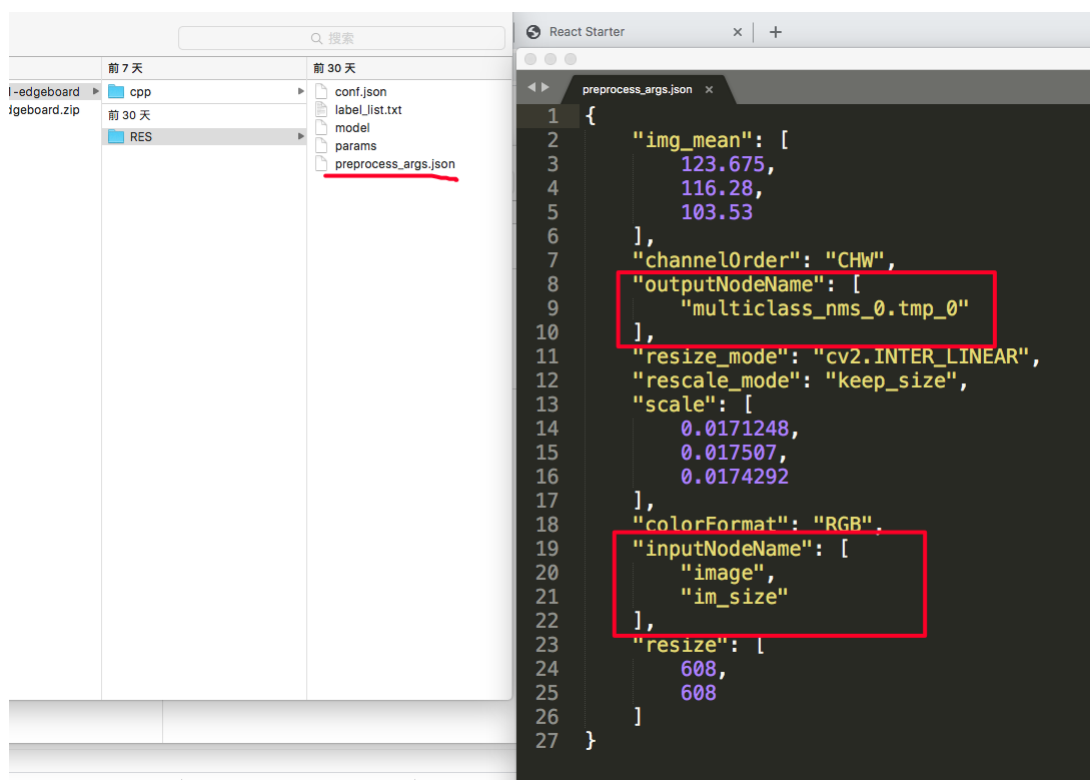 搜索
前 7 天
前 30 天
-edgeboard
dgeboard.zip
cpp
前 30 天
RES
conf.json
label_list.txt
model
params
preprocess_args.json
React Starter
preprocess_args.json
1 {
2 "img_mean": [
3 123.675,
4 116.28,
5 103.53
6 ],
7 "channelOrder": "CHW",
8 "outputNodeName": [
9 "multiclass_nms_0.tmp_0"
10 ],
11 "resize_mode": "cv2.INTER_LINEAR",
12 "rescale_mode": "keep_size",
13 "scale": [
14 0.0171248,
15 0.017507,
16 0.0174292
17 ],
18 "colorFormat": "RGB",
19 "inputNodeName": [
20 "image",
21 "im_size"
22 ],
23 "resize": [
24 608,
25 608
26 ]
27 }